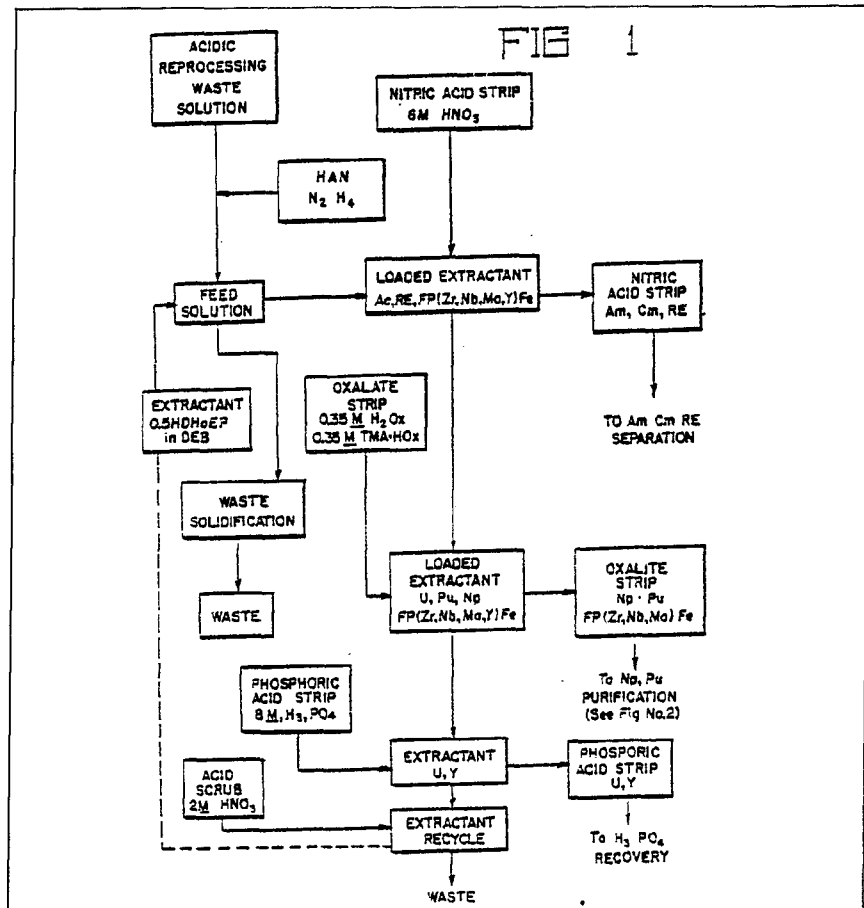 FIG 1
ACIDIC
REPROCESSING
WASTE
SOLUTION
NITRIC ACID STRIP
6M HNO3
HAN
N2 H4
FEED
SOLUTION
LOADED EXTRACTANT
Ac,RE,FP(Zr,Nb,Mo,Y)Fe
NITRIC
ACID STRIP
Am, Cm, RE
TO Am Cm RE
SEPARATION
EXTRACTANT
0.5HDHoEP
in DEB
OXALATE
STRIP
0.35 M H2Ox
0.35 M TMA·HOx
WASTE
SOLIDIFICATION
WASTE
LOADED
EXTRACTANT
U, Pu, Np
FP(Zr,Nb,Mo,Y)Fe
OXALITE
STRIP
Np · Pu
FP(Zr,Nb,Mo) Fe
To Np, Pu
PURIFICATION
(See Fig No.2)
PHOSPHORIC
ACID STRIP
8M, H3, PO4
EXTRACTANT
U, Y
PHOSPORIC
ACID STRIP
U, Y
To H3 PO4
RECOVERY
ACID
SCRUB
2M HNO3
EXTRACTANT
RECYCLE
WASTE